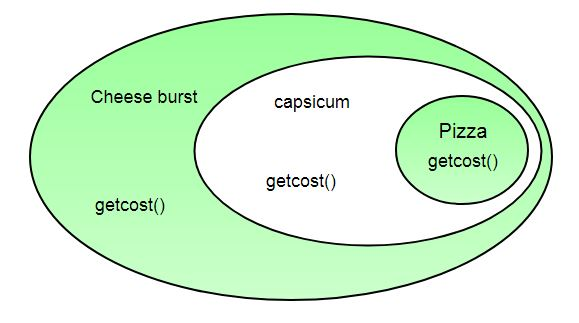 Cheese burst
getcost()
capsicum
getcost()
Pizza
getcost()